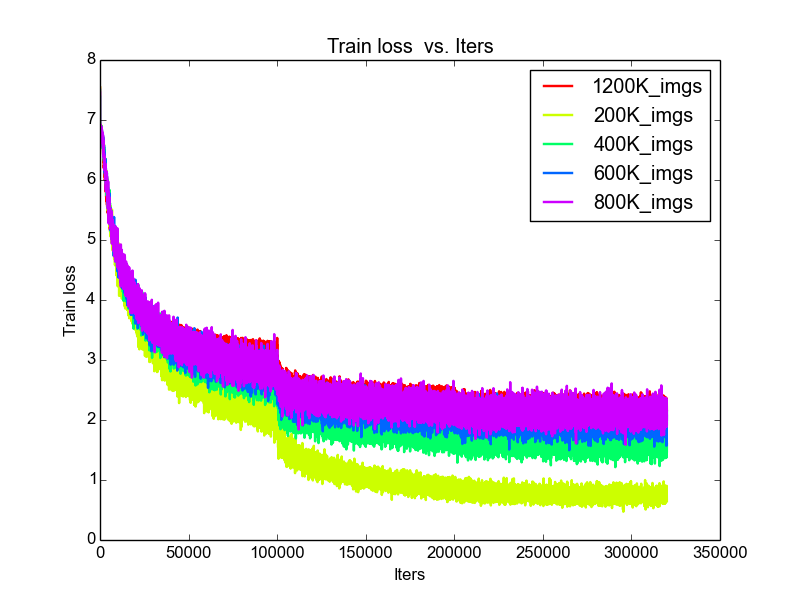 Train loss  vs. Iters
8
7
6
5
4
3
2
1
0
Train loss
0
50000
100000
150000
200000
250000
300000
350000
Iters
1200K_imgs
200K_imgs
400K_imgs
600K_imgs
800K_imgs